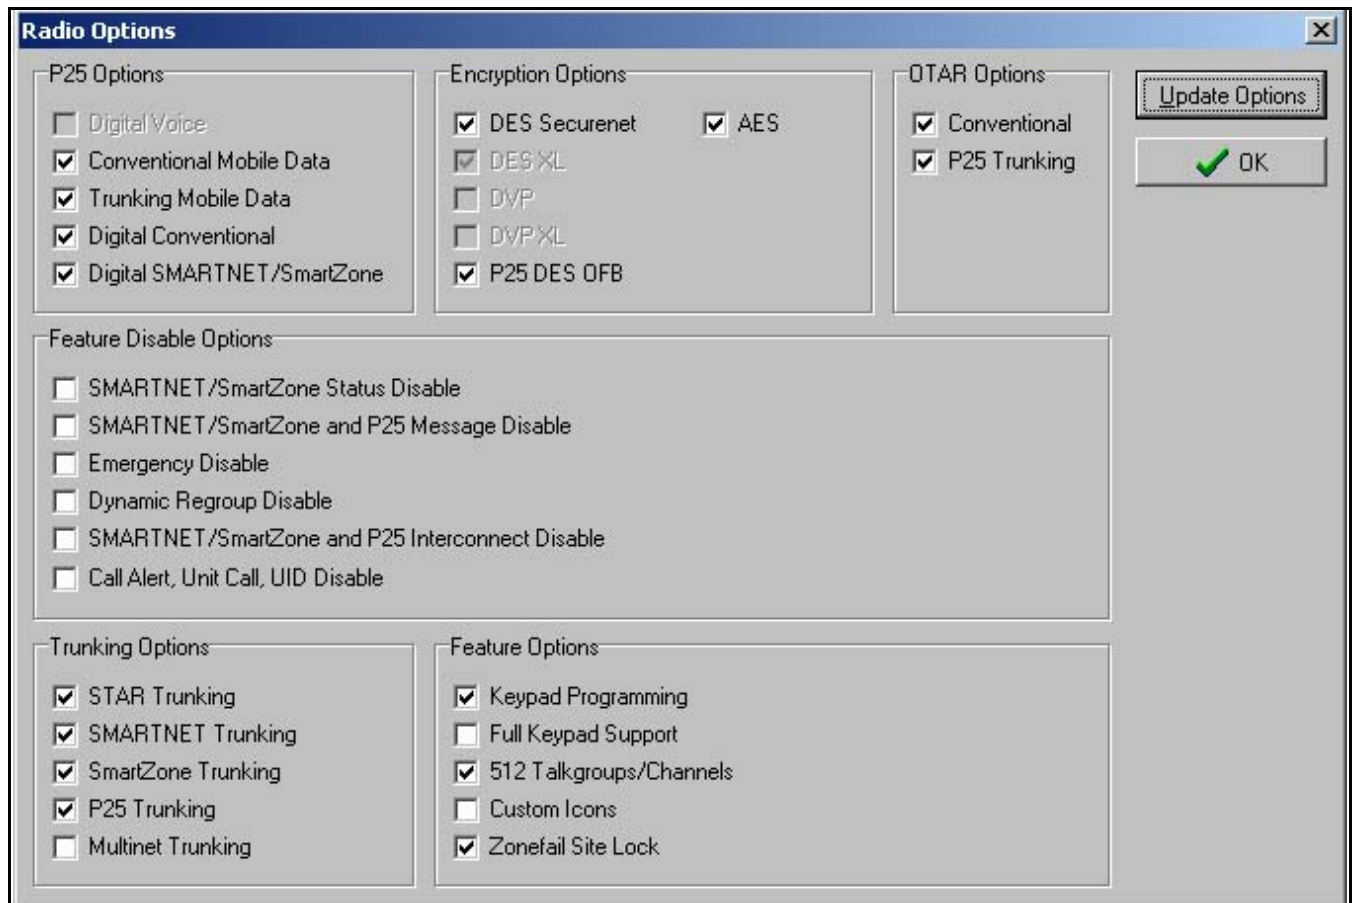 Radio Options
P25 Options
Digital Voice
Conventional Mobile Data
Trunking Mobile Data
Digital Conventional
Digital SMARTNET/SmartZone
Encryption Options
DES Securenet
AES
DES XL
DVP
DVP XL
P25 DES OFB
OTAR Options
Conventional
P25 Trunking
Update Options
OK
Feature Disable Options
SMARTNET/SmartZone Status Disable
SMARTNET/SmartZone and P25 Message Disable
Emergency Disable
Dynamic Regroup Disable
SMARTNET/SmartZone and P25 Interconnect Disable
Call Alert, Unit Call, UID Disable
Trunking Options
STAR Trunking
SMARTNET Trunking
SmartZone Trunking
P25 Trunking
Multinet Trunking
Feature Options
Keypad Programming
Full Keypad Support
512 Talkgroups/Channels
Custom Icons
Zonefail Site Lock